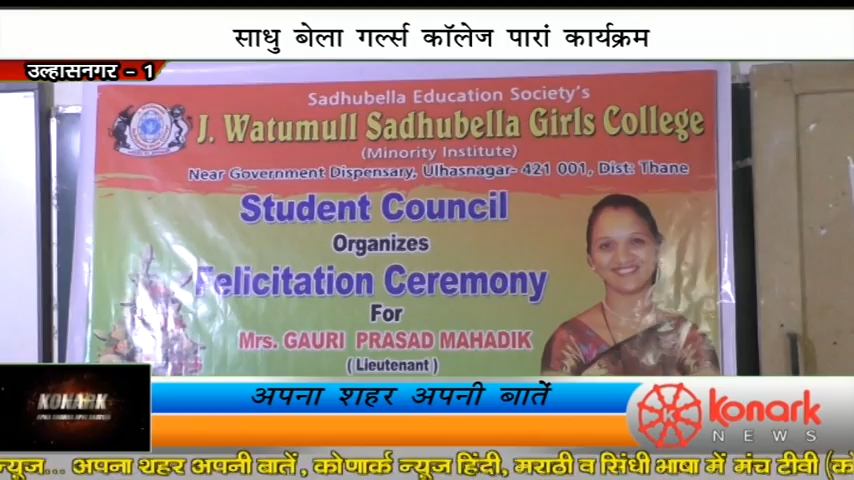 साधु बेला गर्ल्स कॉलेज पारां कार्यक्रम
उल्हासनगर - 1
Sadhubella Education Society's
J. Watumull Sadhubella Girls College
(Minority Institute)
Near Government Dispensary, Ulhasnagar- 421 001, Dist: Thane
Student Council
Organizes
Felicitation Ceremony
For
Mrs. GAURI PRASAD MAHADIK
(Lieutenant)
KONARK
अपना शहर अपनी बातें
konark
NEWS
न्यूज... अपना शहर अपनी बातें, कोणार्क न्यूज हिंदी, मराठी व सिंधी भाषा में मंच टीवी (को